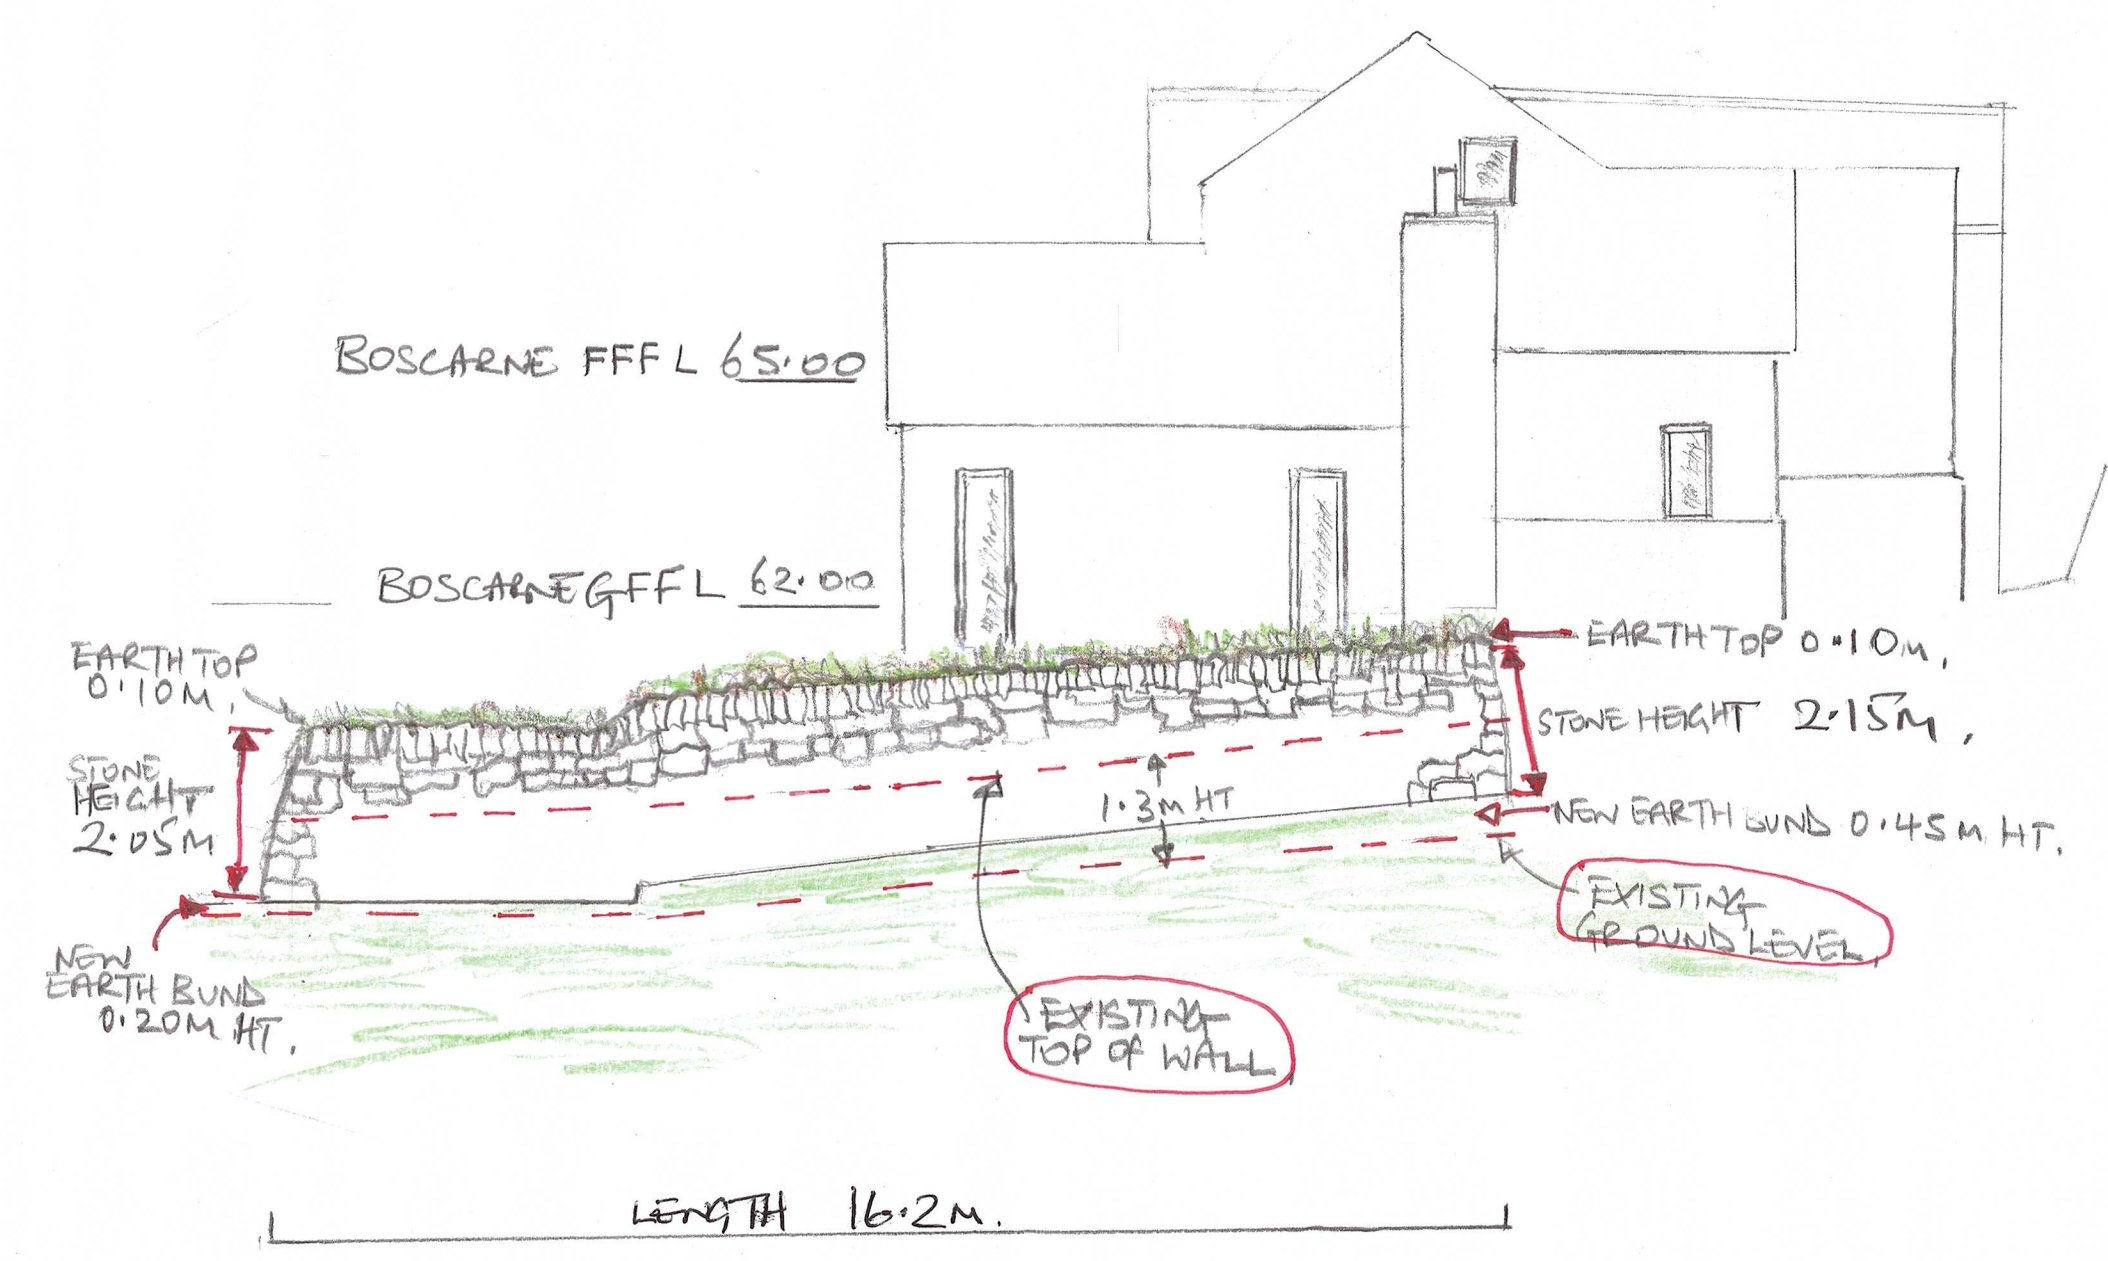 BOSCARNE FFFL 65.00
BOSCARNE GFFL 62.00
EARTH TOP
0.10M.
EARTH TOP 0.10M.
STONE
HEIGHT
2.05M
STONE HEIGHT 2.15M.
1.3M HT
NEW EARTH BUND 0.45M HT.
EXISTING
GROUND LEVEL
NEW
EARTH BUND
0.20M HT.
EXISTING
TOP OF WALL
LENGTH 16.2M.